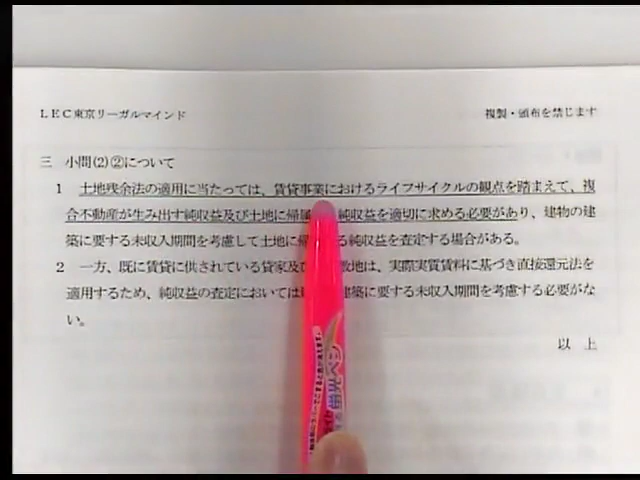 LEC東京リーガルマインド
複製・頒布を禁じます
三 小問(2)②について
1 土地残余法の適用に当たっては、賃貸事業におけるライフサイクルの観点を踏まえて、複
合不動産が生み出す純収益及び土地に帰属 純収益を適切に求める必要があり、建物の建
築に要する未収入期間を考慮して土地に帰 る純収益を査定する場合がある。
2 一方、既に賃貸に供されている貸家及び 敷地は、実際実質賃料に基づき直接還元法を
適用するため、純収益の査定においては 建築に要する未収入期間を考慮する必要がな
い。
以 上
蛍光ペン